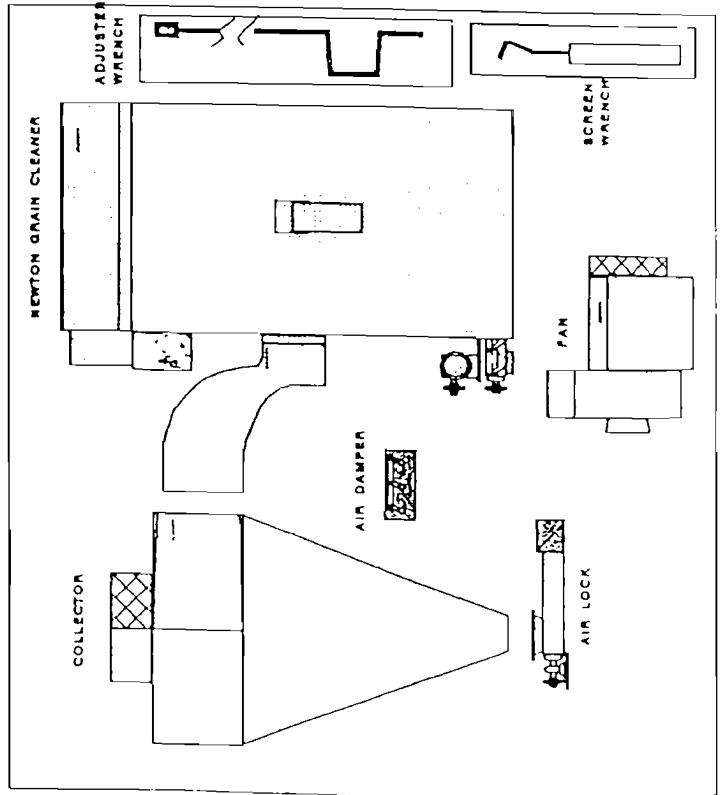 ADJUSTER
WRENCH
SCREEN
WRENCH
NEWTON GRAIN CLEANER
FAN
AIR DAMPER
COLLECTOR
AIR LOCK